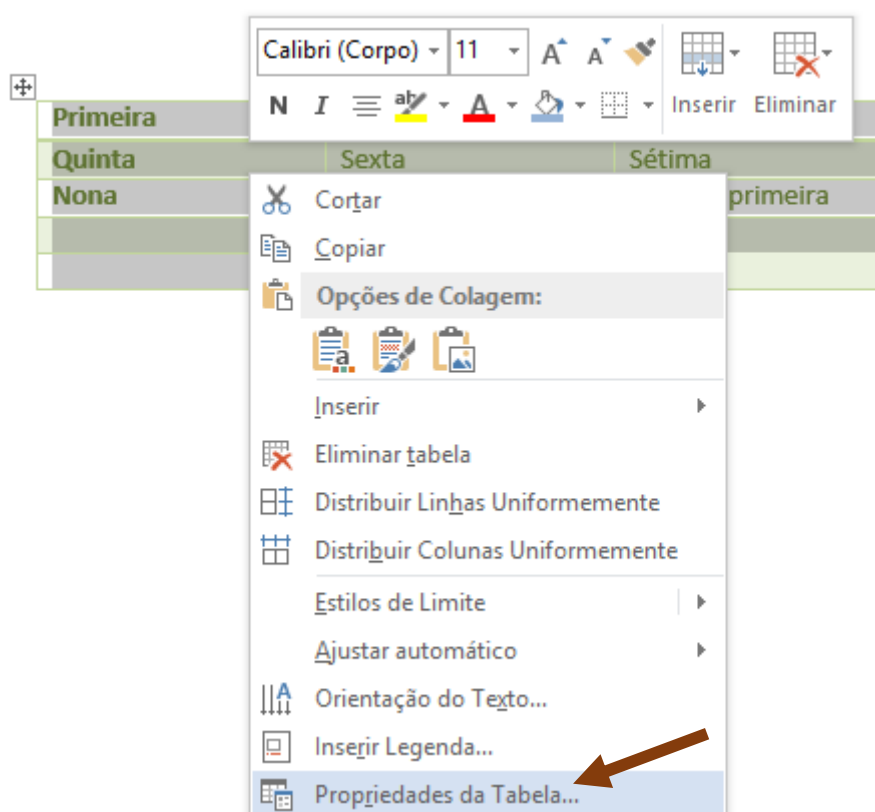 Calibri (Corpo) 11 A A
N I ab A Inserir Eliminar
Primeira
Quinta Sexta Sétima
Nona primeira
Cortar
Copiar
Opções de Colagem:
a
Inserir
Eliminar tabela
Distribuir Linhas Uniformemente
Distribuir Colunas Uniformemente
Estilos de Limite
Ajustar automático
A Orientação do Texto...
Inserir Legenda...
Propriedades da Tabela...